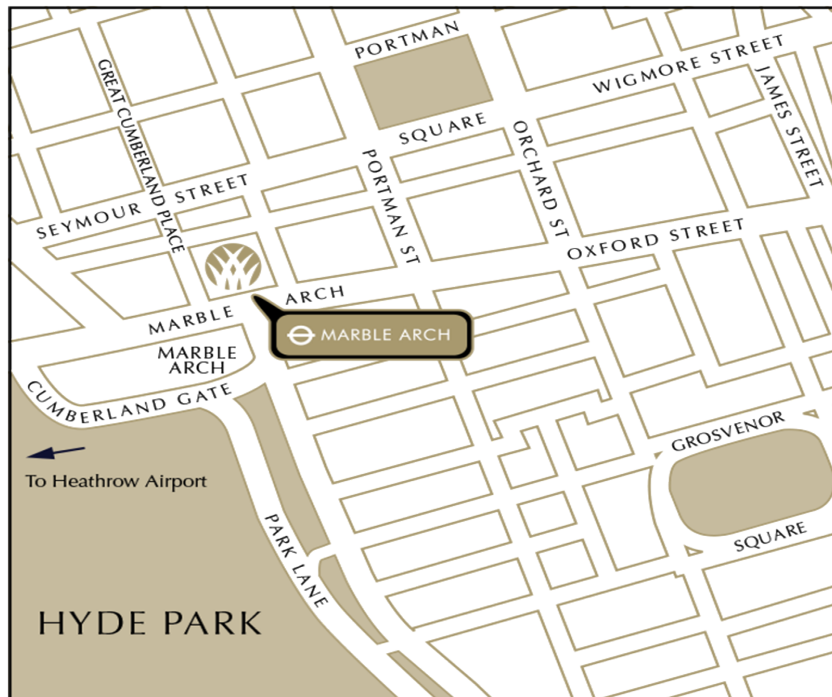 PORTMAN
WIGMORE STREET
GREAT CUMBERLAND PLACE
JAMES STREET
SQUARE
ORCHARD ST
PORTMAN ST
SEYMOUR STREET
OXFORD STREET
MARBLE ARCH
MARBLE ARCH
MARBLE
ARCH
CUMBERLAND GATE
GROSVENOR
To Heathrow Airport
PARK LANE
SQUARE
HYDE PARK